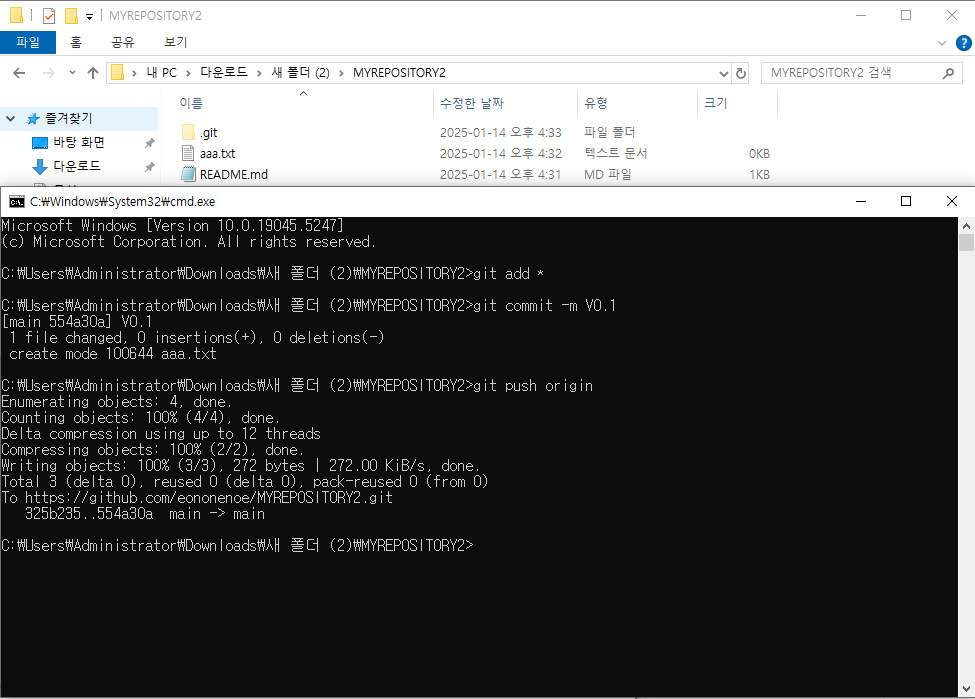 MYREPOSITORY2
파일 홈 공유 보기
내 PC 다운로드 새 폴더 (2) MYREPOSITORY2 MYREPOSITORY2 검색
이름 수정한 날짜 유형 크기
즐겨찾기
바탕 화면
다운로드
.git 2025-01-14 오후 4:33 파일 폴더
aaa.txt 2025-01-14 오후 4:32 텍스트 문서 0KB
README.md 2025-01-14 오후 4:31 MD 파일 1KB
C:₩Windows₩System32₩cmd.exe
Microsoft Windows [Version 10.0.19045.5247]
(c) Microsoft Corporation. All rights reserved.
C:₩Users₩Administrator₩Downloads₩새 폴더 (2)₩MYREPOSITORY2>git add *
C:₩Users₩Administrator₩Downloads₩새 폴더 (2)₩MYREPOSITORY2>git commit -m V0.1
[main 554a30a] V0.1
1 file changed, 0 insertions(+), 0 deletions(-)
create mode 100644 aaa.txt
C:₩Users₩Administrator₩Downloads₩새 폴더 (2)₩MYREPOSITORY2>git push origin
Enumerating objects: 4, done.
Counting objects: 100% (4/4), done.
Delta compression using up to 12 threads
Compressing objects: 100% (2/2), done.
Writing objects: 100% (3/3), 272 bytes | 272.00 KiB/s, done.
Total 3 (delta 0), reused 0 (delta 0), pack-reused 0 (from 0)
To https://github.com/eononenoe/MYREPOSITORY2.git
325b235..554a30a main -> main
C:₩Users₩Administrator₩Downloads₩새 폴더 (2)₩MYREPOSITORY2>